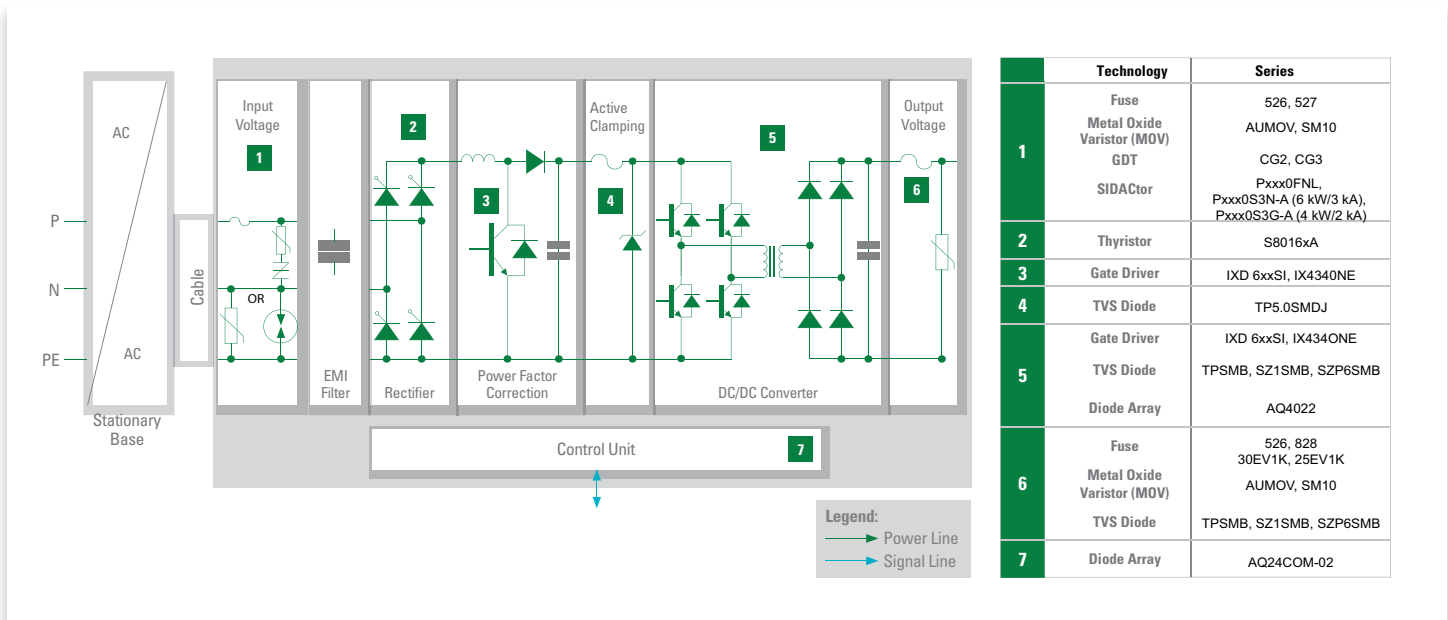 AC
AC
Stationary
Base
P
N
PE
Cable
Input
Voltage
1
OR
EMI
Filter
2
Rectifier
3
Power Factor
Correction
Active
Clamping
4
5
DC/DC Converter
Output
Voltage
6
Control Unit
7
Legend:
Power Line
Signal Line
Technology Series
1
Fuse 526, 527
Metal Oxide
Varistor (MOV) AUMOV, SM10
GDT CG2, CG3
SIDACtor Pxxx0FNL,
Pxxx0S3N-A (6 kW/3 kA),
Pxxx0S3G-A (4 kW/2 kA)
2 Thyristor S8016xA
3 Gate Driver IXD 6xxSI, IX4340NE
4 TVS Diode TP5.0SMDJ
5
Gate Driver IXD 6xxSI, IX434ONE
TVS Diode TPSMB, SZ1SMB, SZP6SMB
Diode Array AQ4022
6
Fuse 526, 828
30EV1K, 25EV1K
Metal Oxide
Varistor (MOV) AUMOV, SM10
TVS Diode TPSMB, SZ1SMB, SZP6SMB
7 Diode Array AQ24COM-02